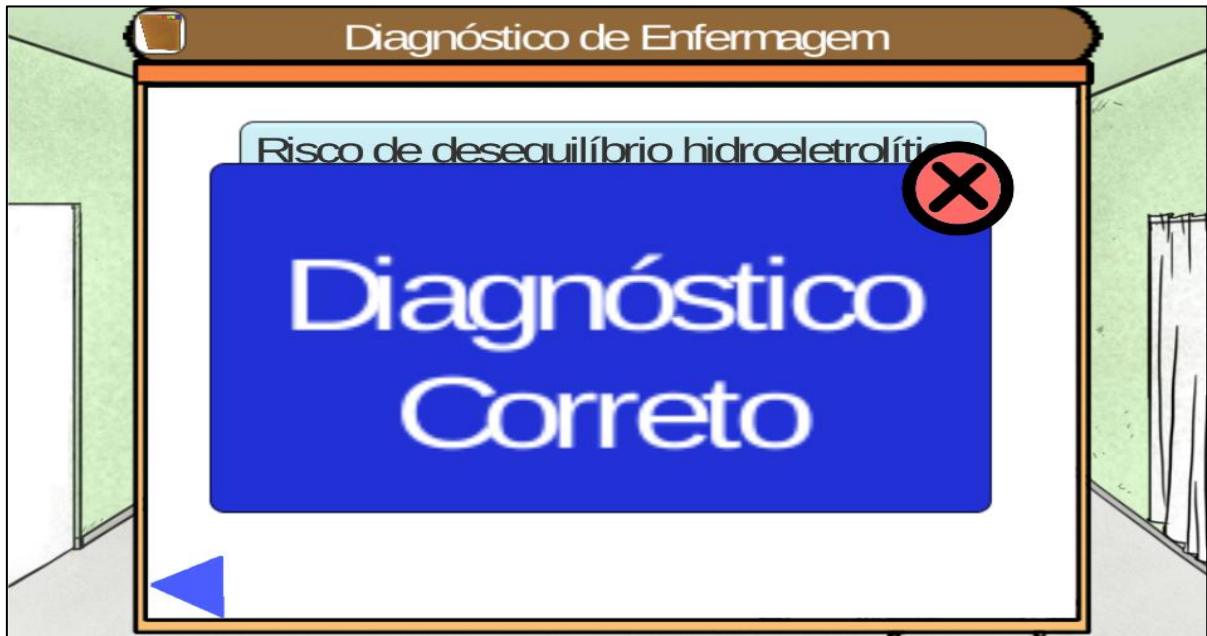 Diagnóstico de Enfermagem
Risco de desequilíbrio hidroeletrolítico
Diagnóstico
Correto